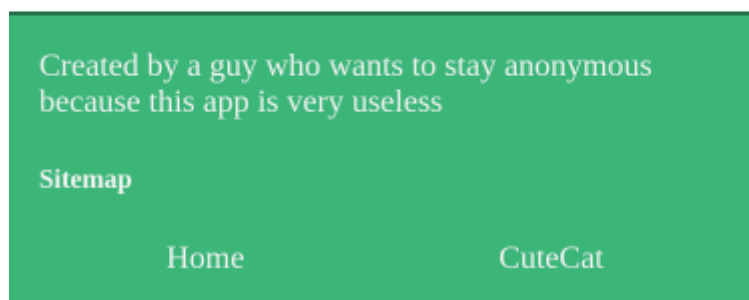 Created by a guy who wants to stay anonymous
because this app is very useless
Sitemap
Home CuteCat